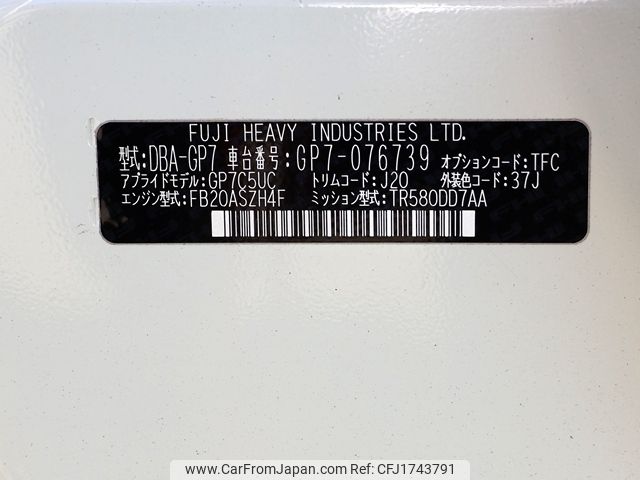 FUJI HEAVY INDUSTRIES LTD.
型式:DBA-GP7 車台番号:GP7-076739 オプションコード:TFC
アプライドモデル:GP7C5UC トリムコード:J20 外装色コード:37J
エンジン型式:FB20ASZH4F ミッション型式:TR580DD7AA
www.CarFromJapan.com | CarFromJapan ID: CFJ1743791